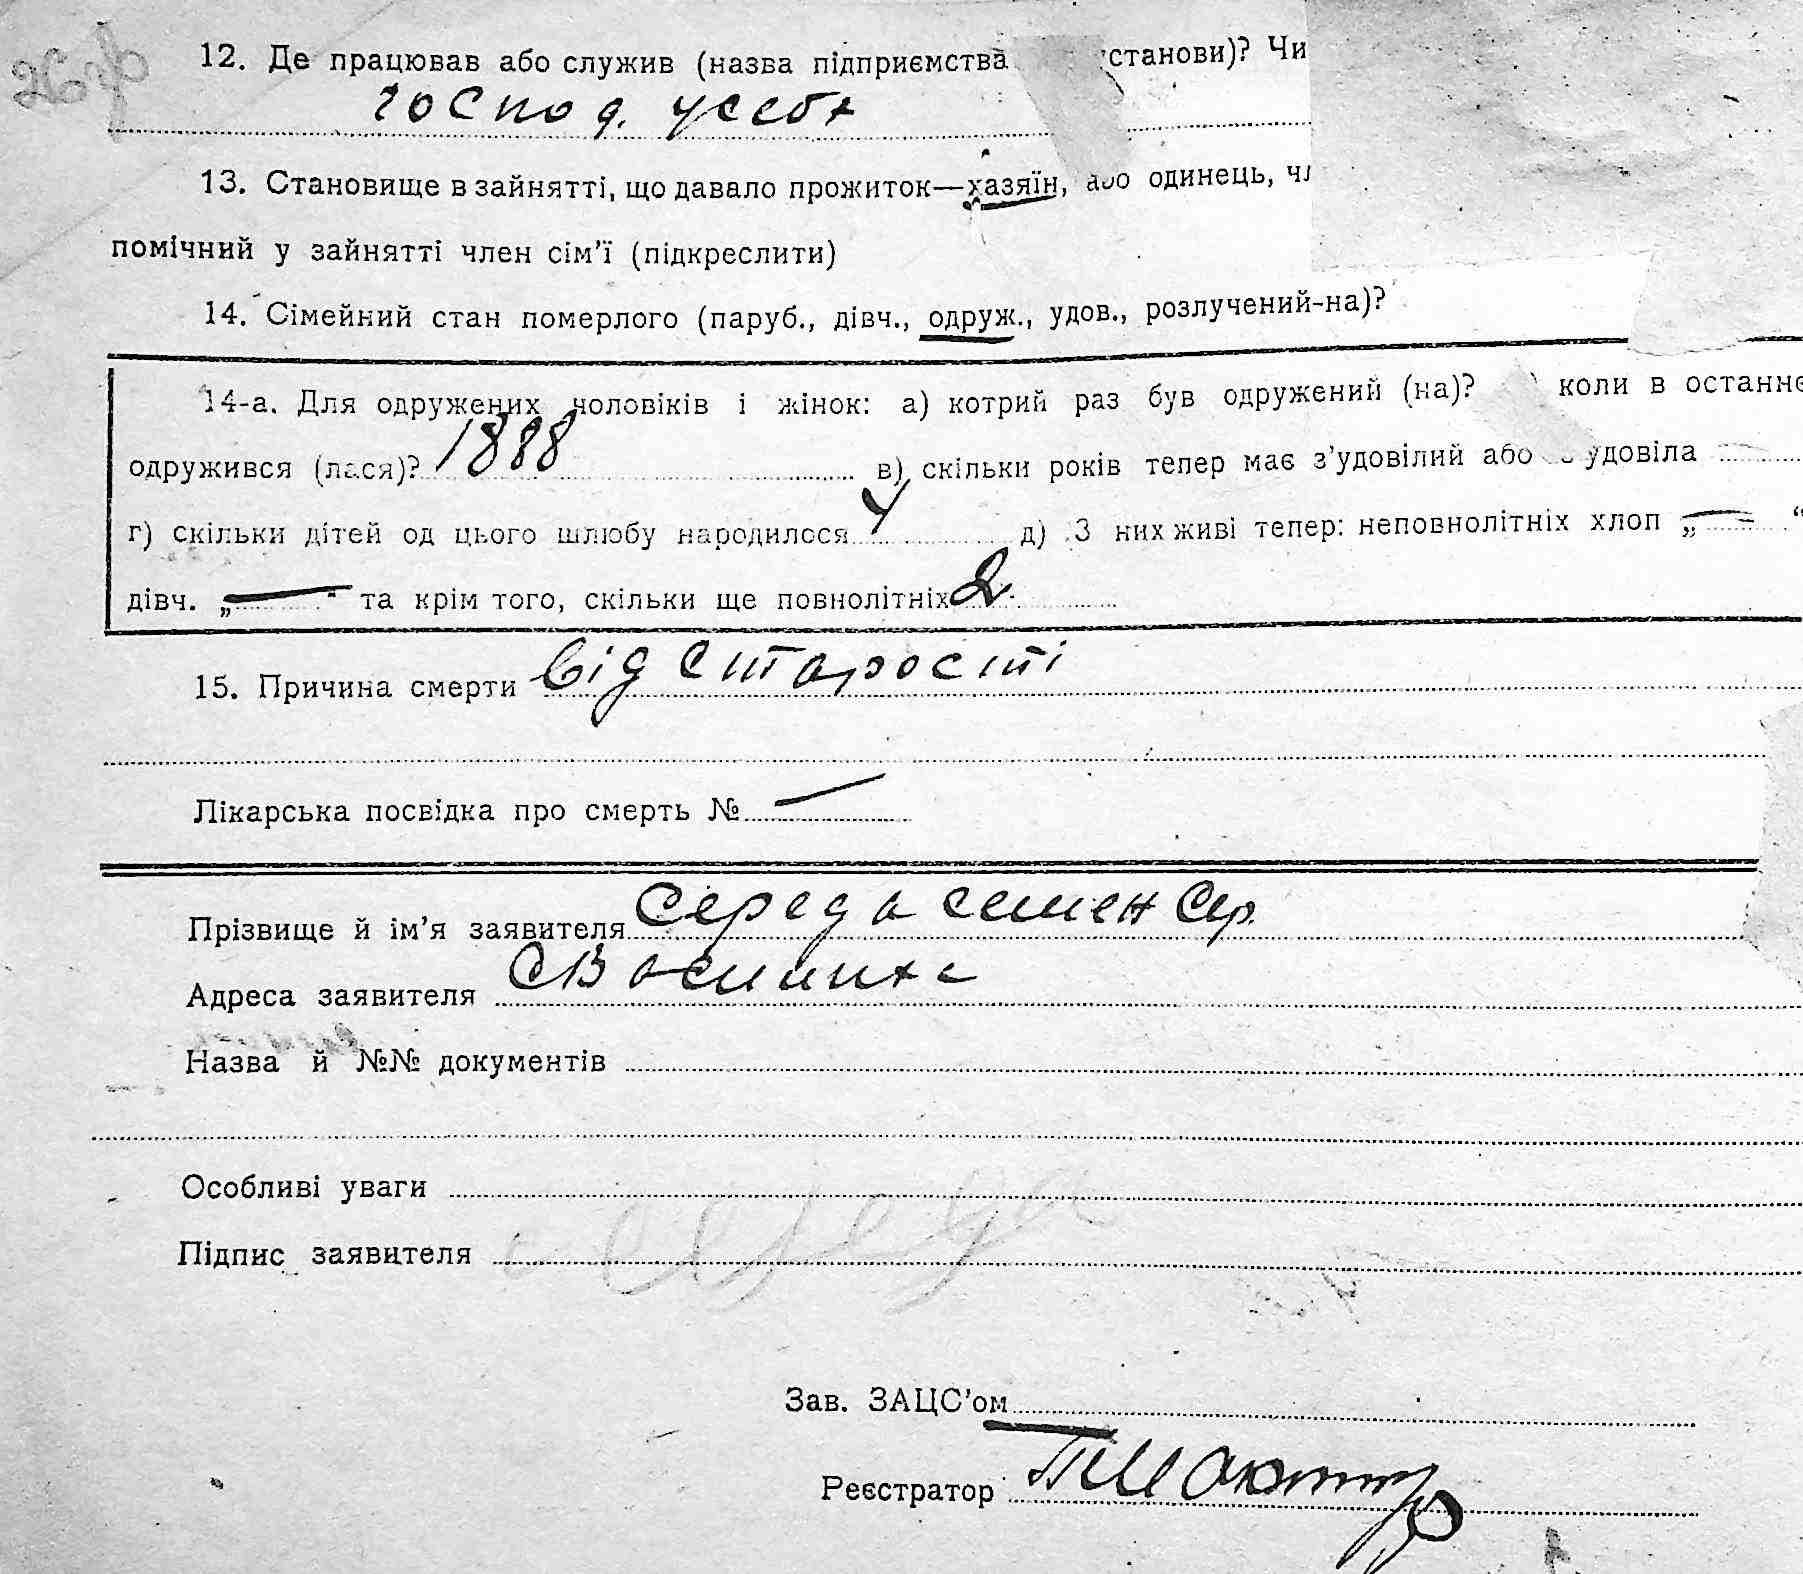 12. Де працював або служив (назва підприємства станови)? Чи
госпо д. у себе
13. Становище в зайнятті, що давало прожиток—хазяїн, або одинець, чл
помічний у зайнятті член сім’ї (підкреслити)
14. Сімейний стан померлого (паруб., дівч., одруж., удов., розлучений-на)?
14-а. Для одружених чоловіків і жінок: а) котрий раз був одружений (на)? коли в останнє
одружився (лася)? 1888 в) скільки років тепер має з’удовілий або удовіла
г) скільки дітей од цього шлюбу народилося 4 д) З них живі тепер: неповнолітніх хлоп „ — “
дівч. „ — “ та крім того, скільки ще повнолітніх 2.
15. Причина смерти від старости
Лікарська посвідка про смерть № —
Прізвище й ім’я заявителя Середа Семен Сер.
Адреса заявителя
Назва й №№ документів
Особливі уваги
Підпис заявителя Середа
Зав. ЗАЦС’ом
Реєстратор